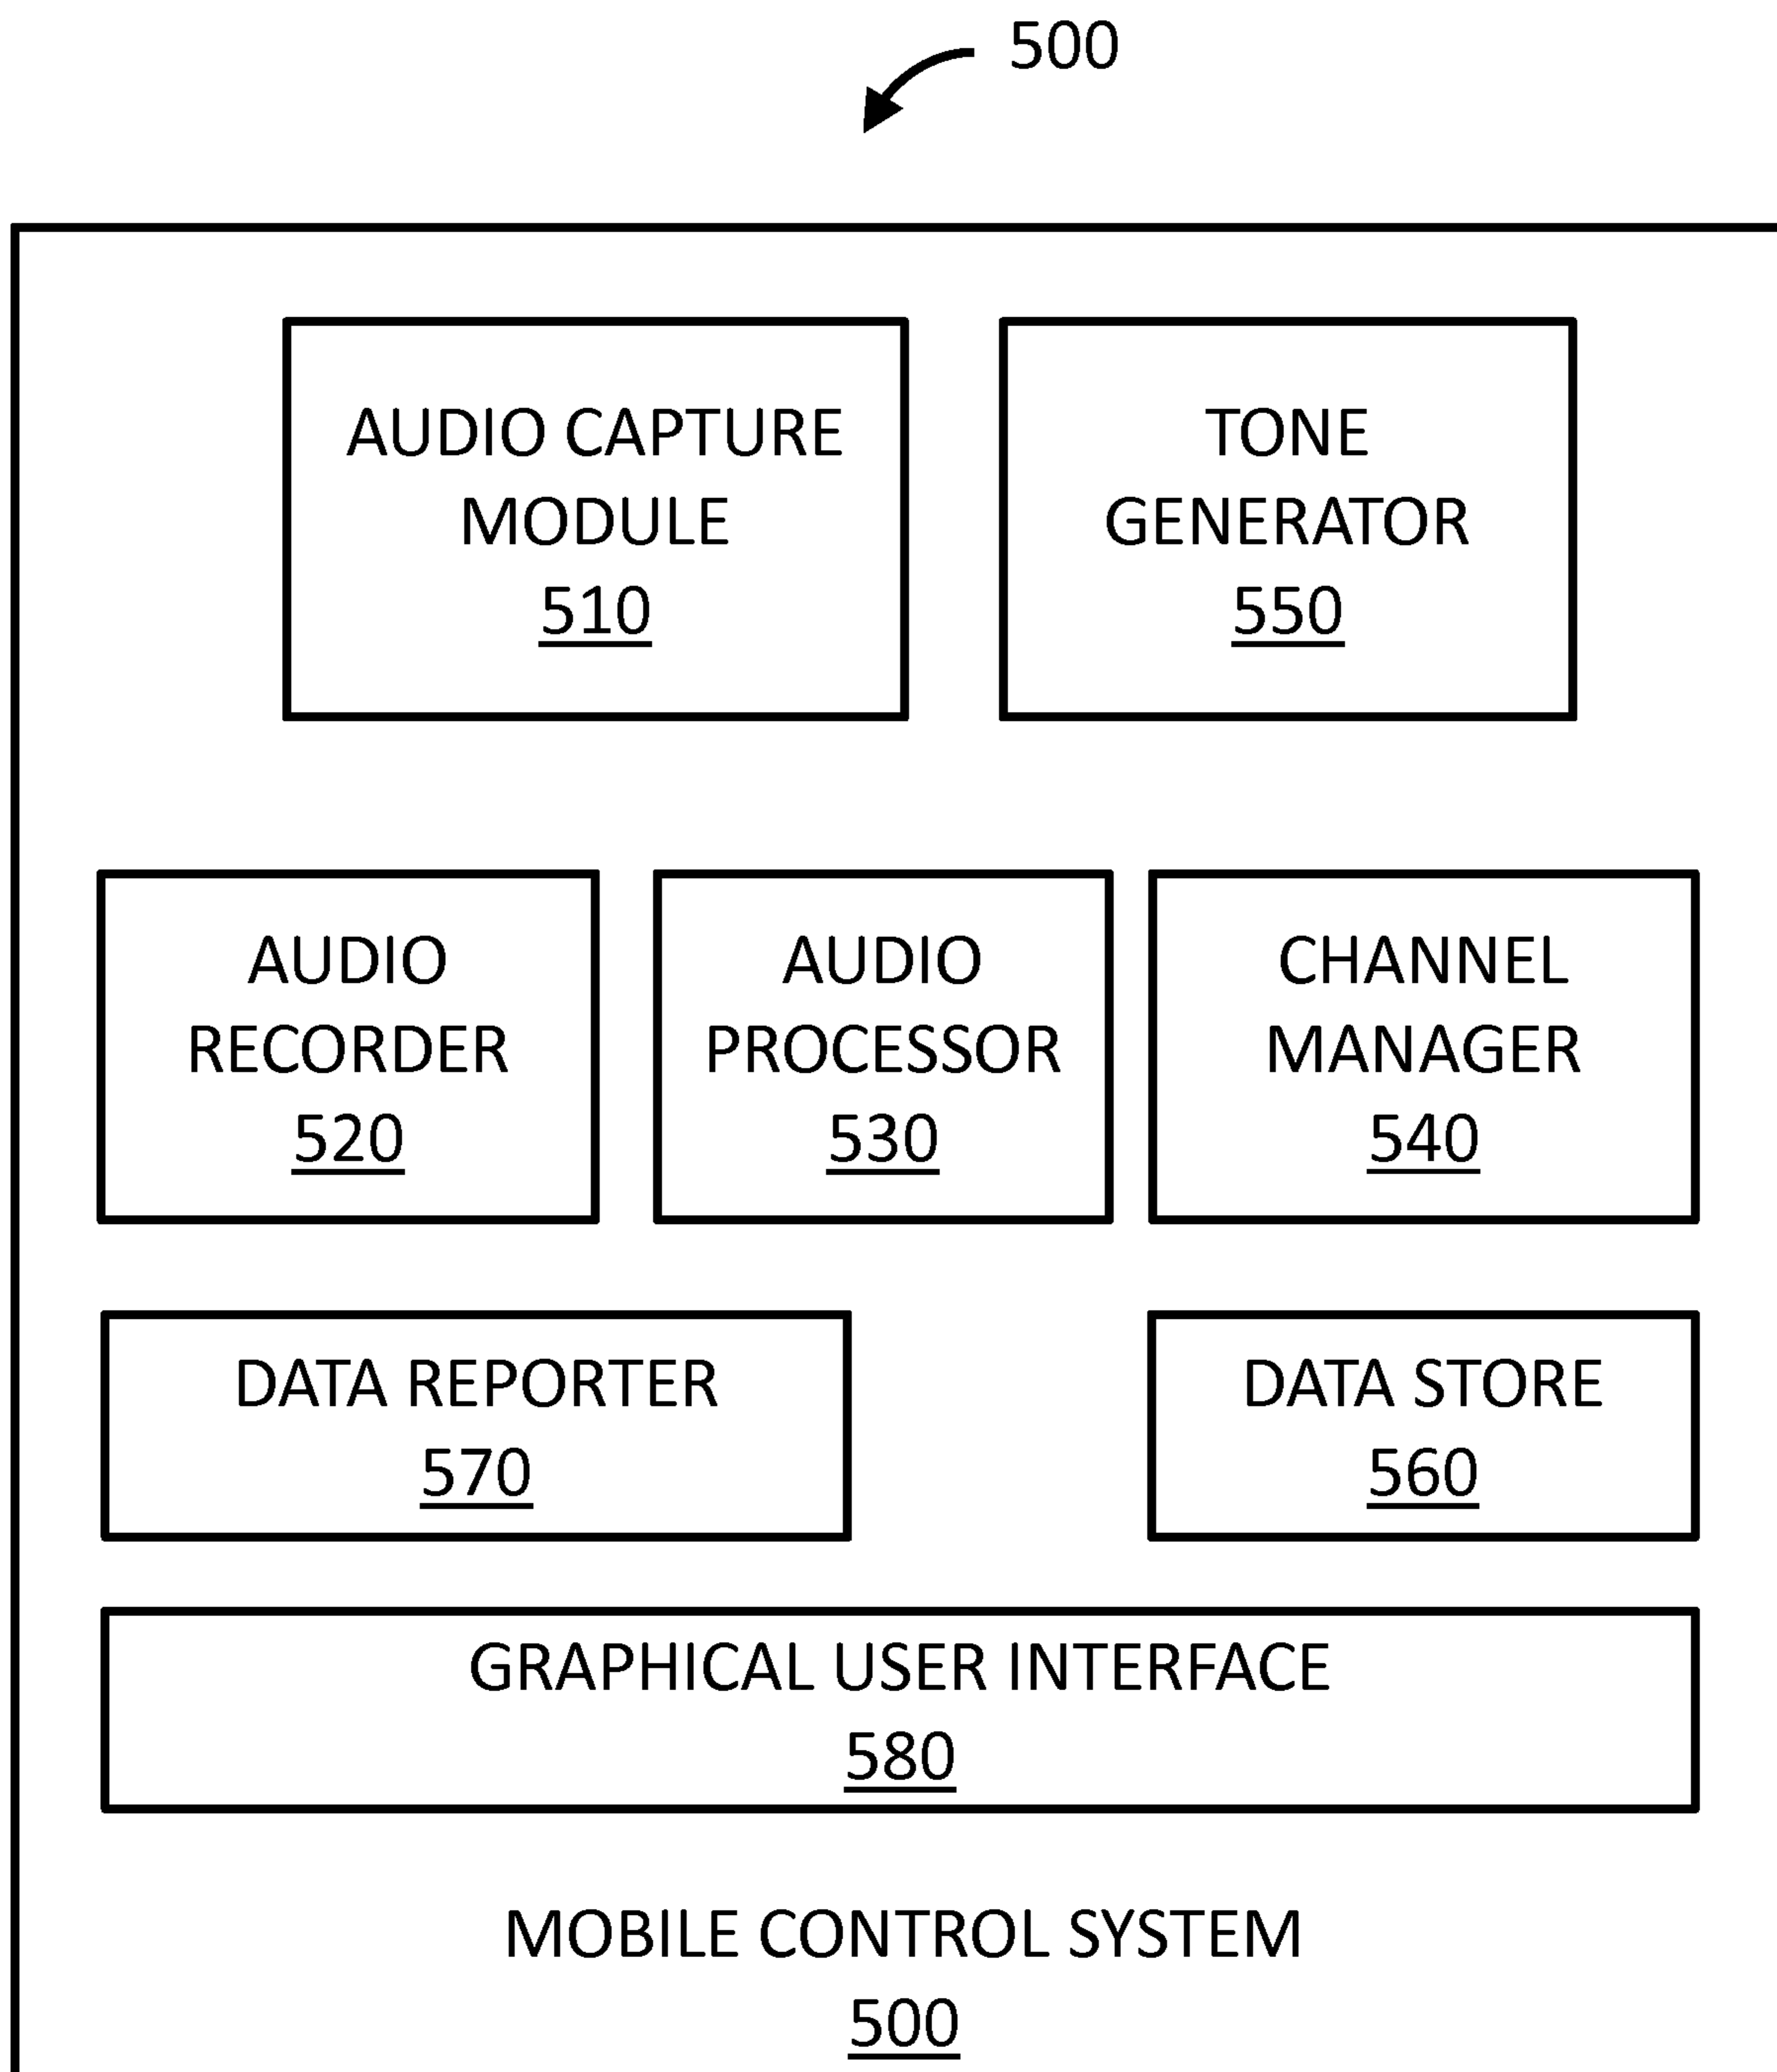 500
AUDIO CAPTURE
MODULE
510
TONE
GENERATOR
550
AUDIO
RECORDER
520
AUDIO
PROCESSOR
530
CHANNEL
MANAGER
540
DATA REPORTER
570
DATA STORE
560
GRAPHICAL USER INTERFACE
580
MOBILE CONTROL SYSTEM
500